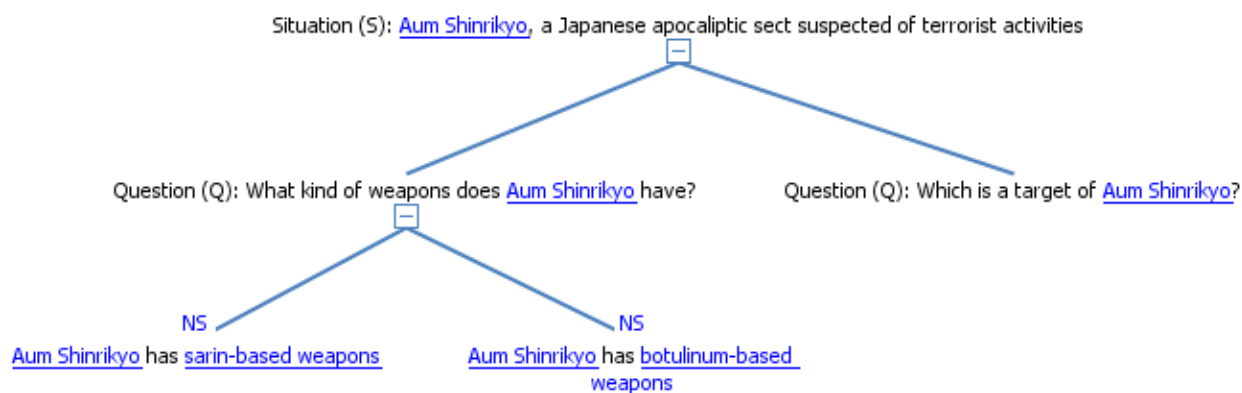 Situation (S): Aum Shinrikyo, a Japanese apocaliptic sect suspected of terrorist activities
Question (Q): What kind of weapons does Aum Shinrikyo have?
Question (Q): Which is a target of Aum Shinrikyo?
NS
Aum Shinrikyo has sarin-based weapons
NS
Aum Shinrikyo has botulinum-based
weapons